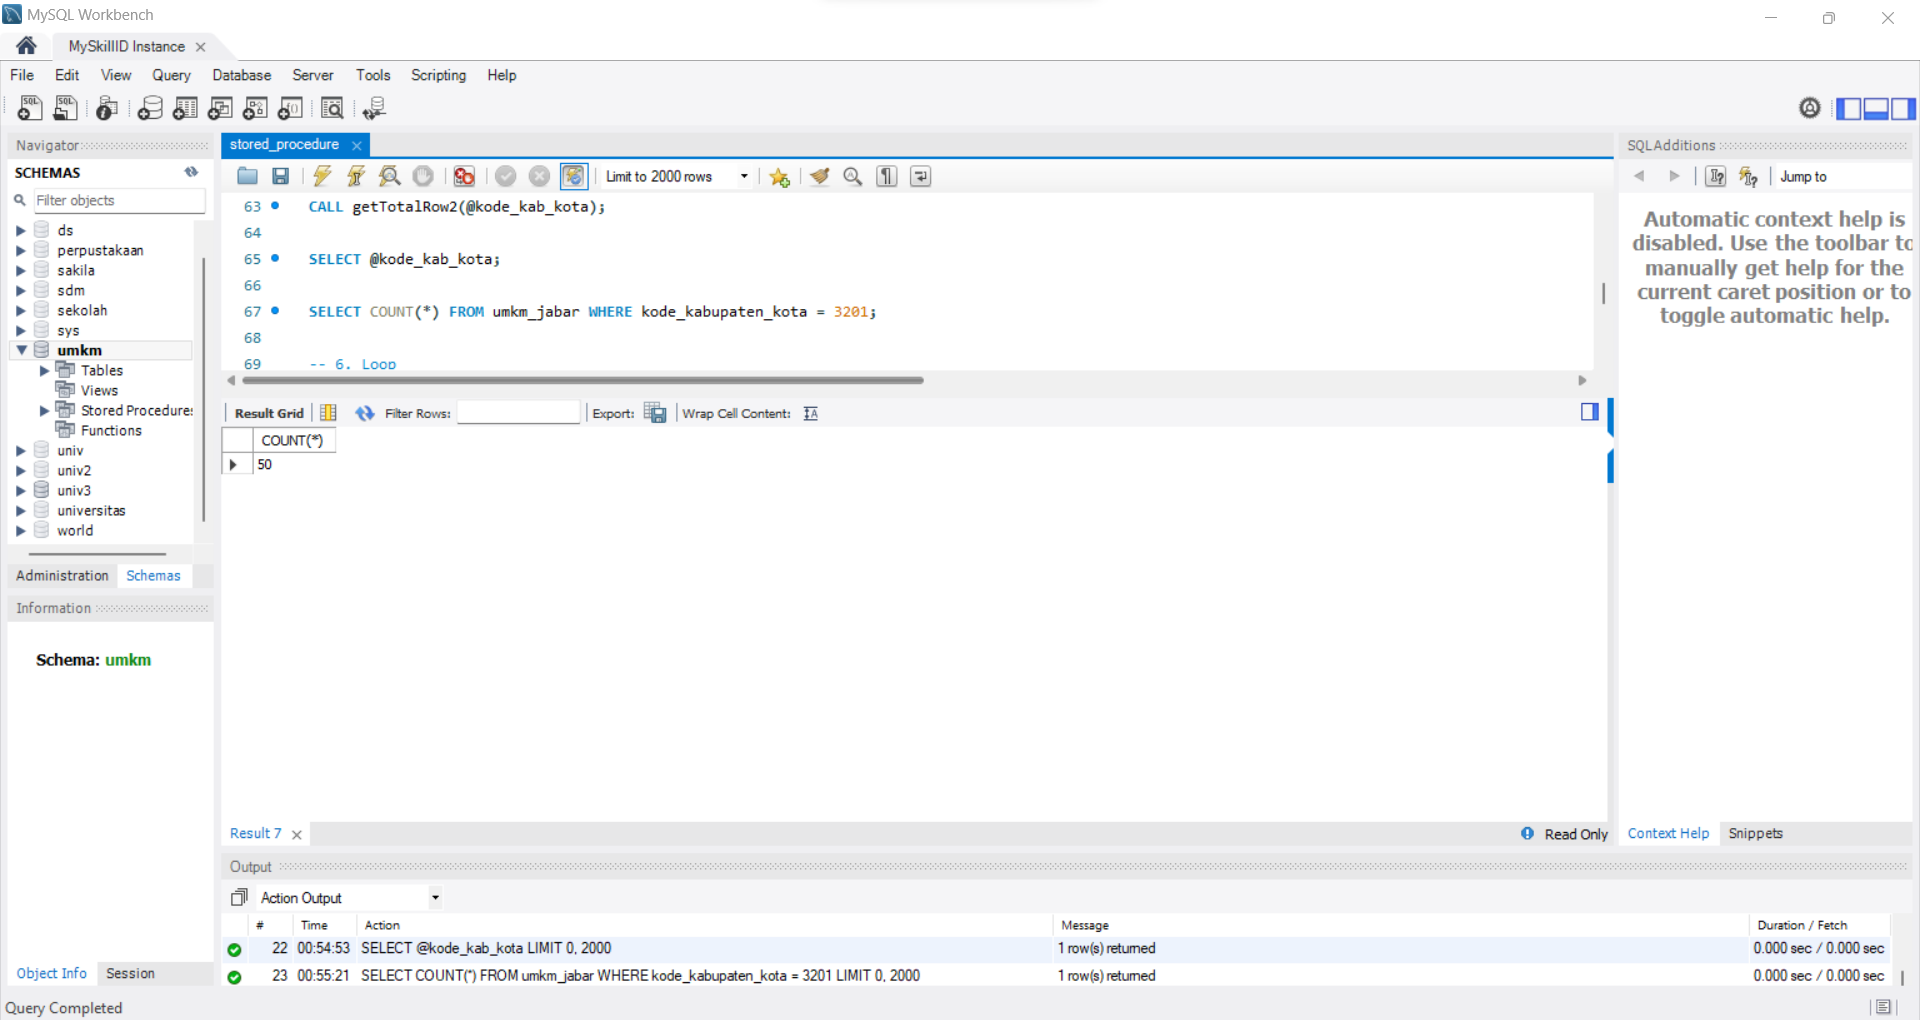 MySQL Workbench
MySkillID Instance
File Edit View Query Database Server Tools Scripting Help
Navigator
SCHEMAS
Filter objects
ds
perpustakaan
sakila
sdm
sekolah
sys
umkm
Tables
Views
Stored Procedures
Functions
univ
univ2
univ3
universitas
world
Administration Schemas
Information
Schema: umkm
Object Info Session
stored_procedure
Limit to 2000 rows
63 CALL getTotalRow2(@kode_kab_kota);
64
65 SELECT @kode_kab_kota;
66
67 SELECT COUNT(*) FROM umkm_jabar WHERE kode_kabupaten_kota = 3201;
68
69 -- 6. Loop
Result Grid Filter Rows: Export: Wrap Cell Content:
COUNT(*)
50
Result 7
Read Only
SQLAdditions
Jump to
Automatic context help is
disabled. Use the toolbar to
manually get help for the
current caret position or to
toggle automatic help.
Context Help Snippets
Output
Action Output
# Time Action Message Duration / Fetch
22 00:54:53 SELECT @kode_kab_kota LIMIT 0, 2000 1 row(s) returned 0.000 sec / 0.000 sec
23 00:55:21 SELECT COUNT(*) FROM umkm_jabar WHERE kode_kabupaten_kota = 3201 LIMIT 0, 2000 1 row(s) returned 0.000 sec / 0.000 sec
Query Completed